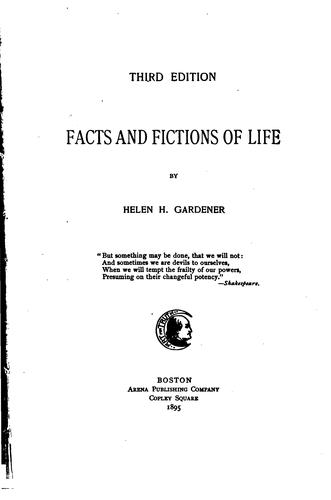 THIRD EDITION
FACTS AND FICTIONS OF LIFE
BY
HELEN H. GARDENER
"But something may be done, that we will not:
And sometimes we are devils to ourselves,
When we will tempt the frailty of our powers,
Presuming on their changeful potency."
—Shakespeare.
BOSTON
ARENA PUBLISHING COMPANY
COPLEY SQUARE
1895